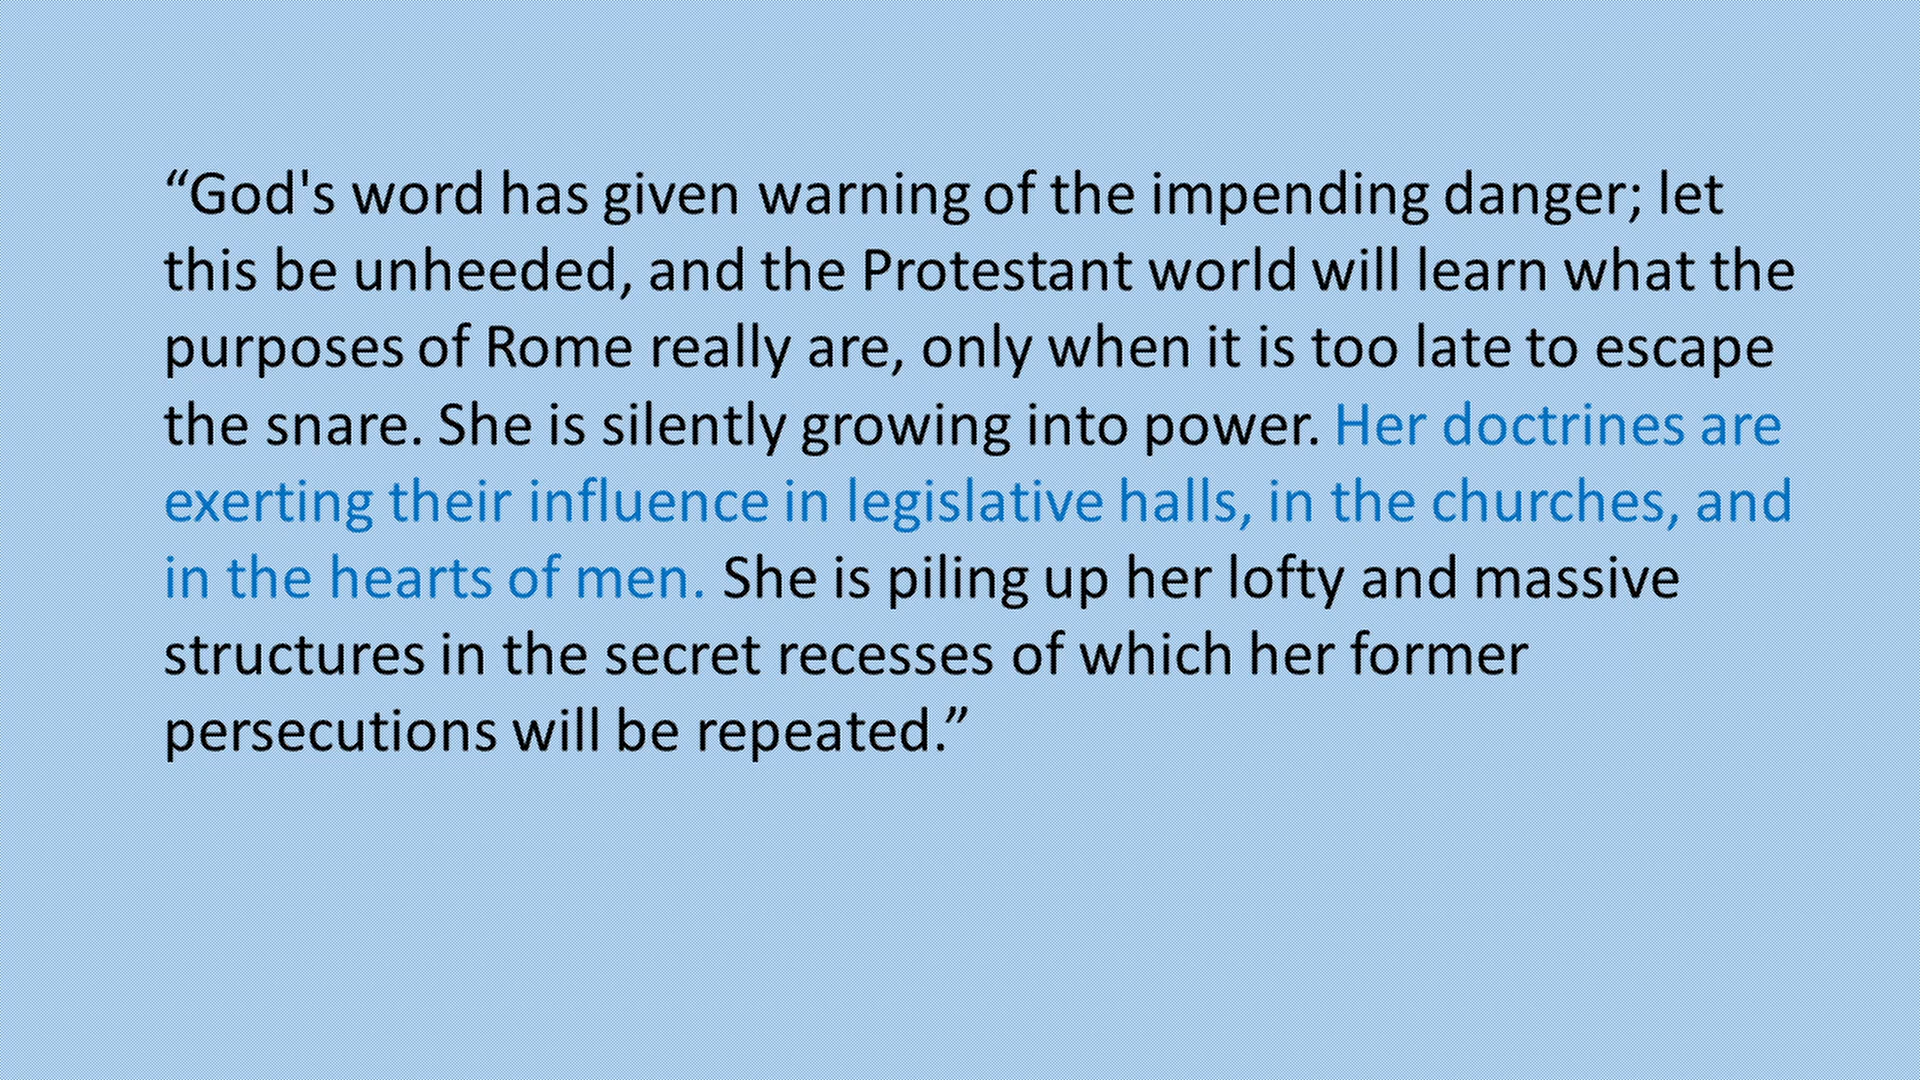 “God's word has given warning of the impending danger; let
this be unheeded, and the Protestant world will learn what the
purposes of Rome really are, only when it is too late to escape
the snare. She is silently growing into power. Her doctrines are
exerting their influence in legislative halls, in the churches, and
in the hearts of men. She is piling up her lofty and massive
structures in the secret recesses of which her former
persecutions will be repeated.”